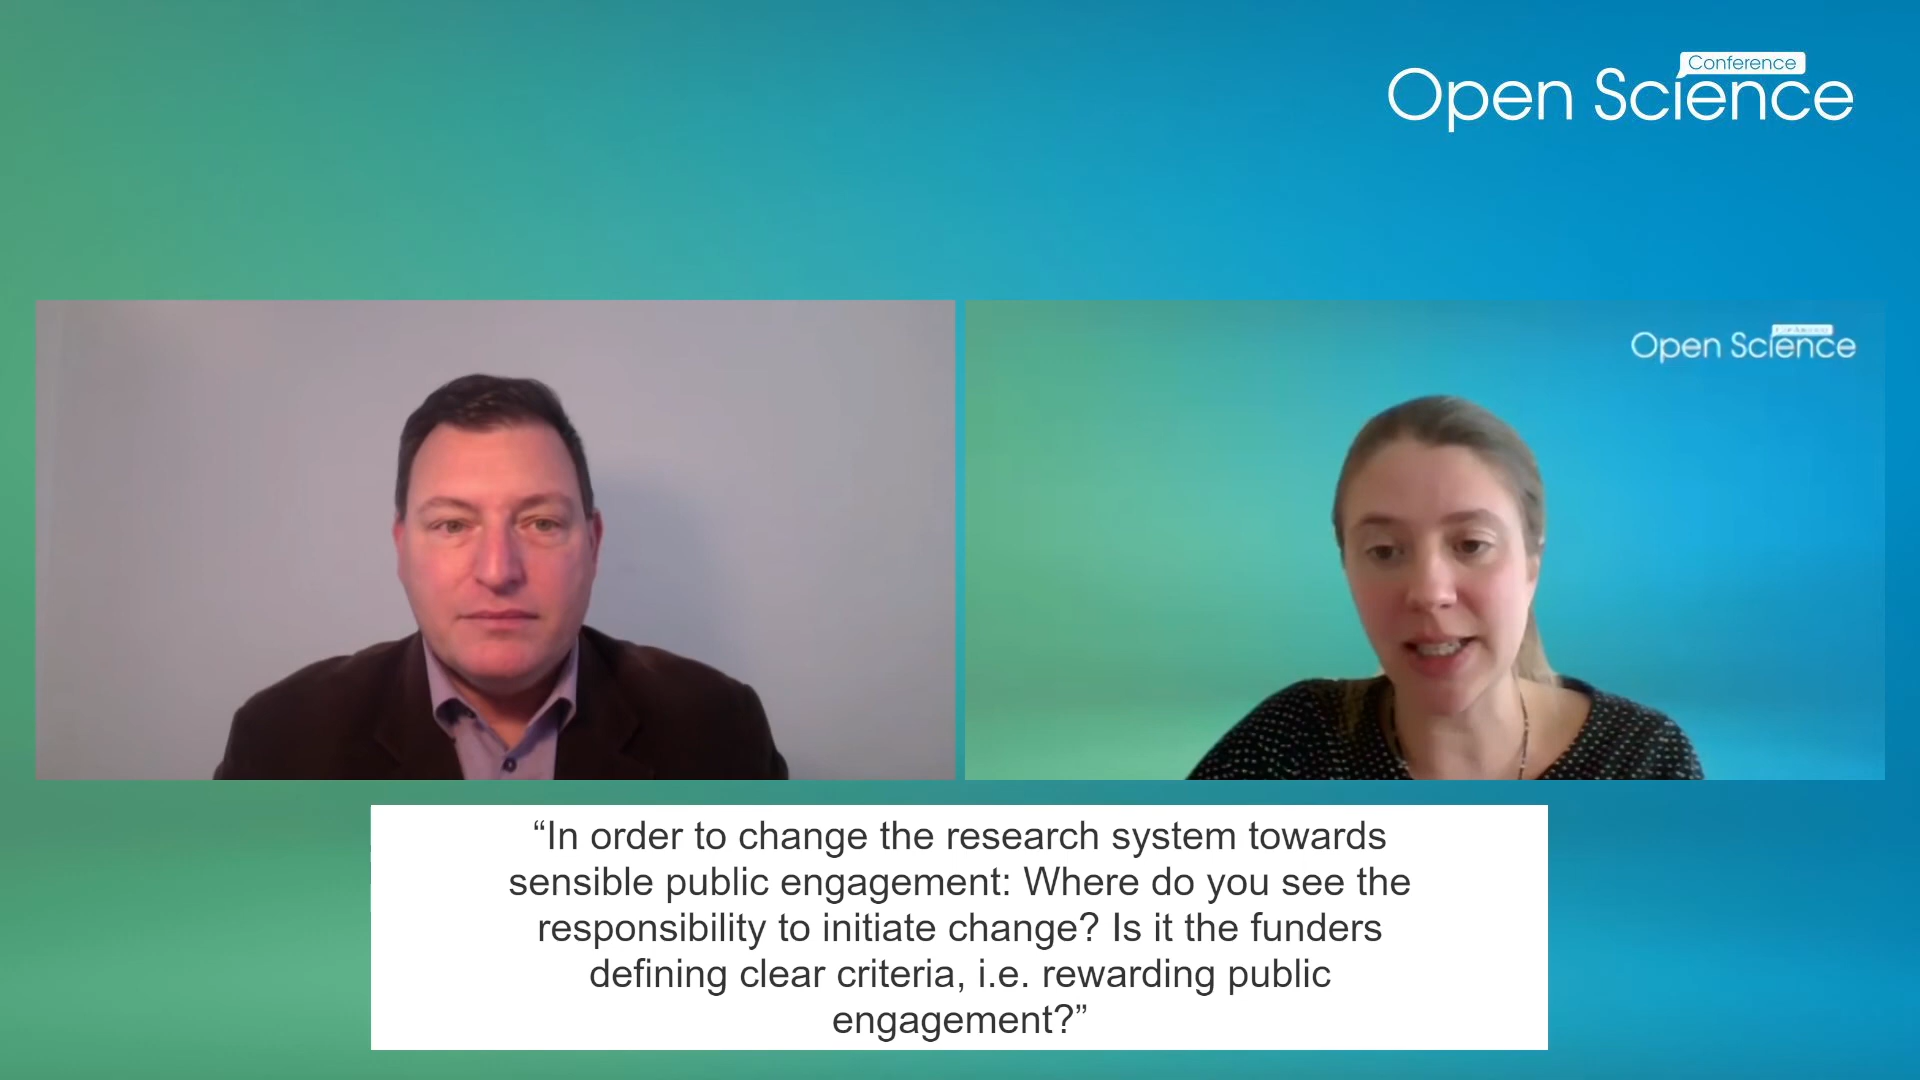 Conference
Open Science
Open Science
“In order to change the research system towards
sensible public engagement: Where do you see the
responsibility to initiate change? Is it the funders
defining clear criteria, i.e. rewarding public
engagement?”